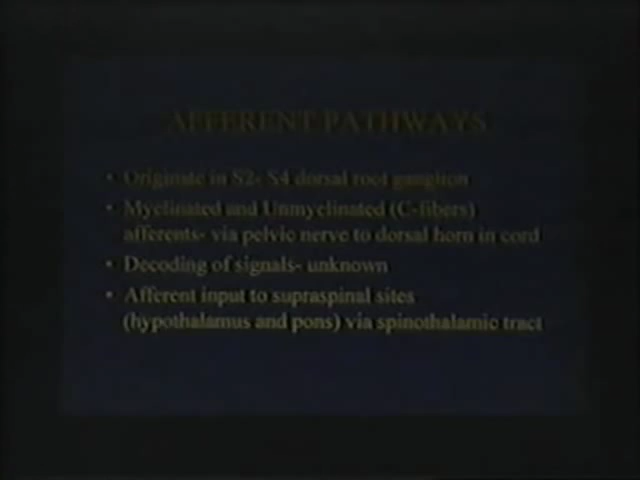 AFFERENT PATHWAYS
• Originate in S2- S4 dorsal root ganglion
• Myelinated and Unmyelinated (C-fibers)
afferents- via pelvic nerve to dorsal horn in cord
• Decoding of signals- unknown
• Afferent input to supraspinal sites
(hypothalamus and pons) via spinothalamic tract